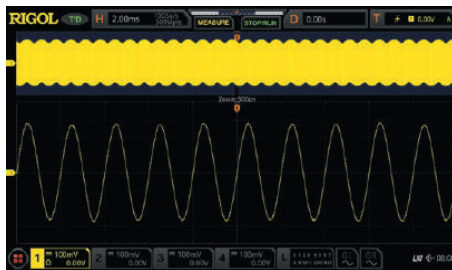 RIGOL T'D H 2.00ms MEASURE STOP/RUN D 0.00s T 0.00V A
Zoom:500ns
1 100mV 0.00V 2 100mV 0.00V 3 100mV 0.00V 4 100mV 0.00V L